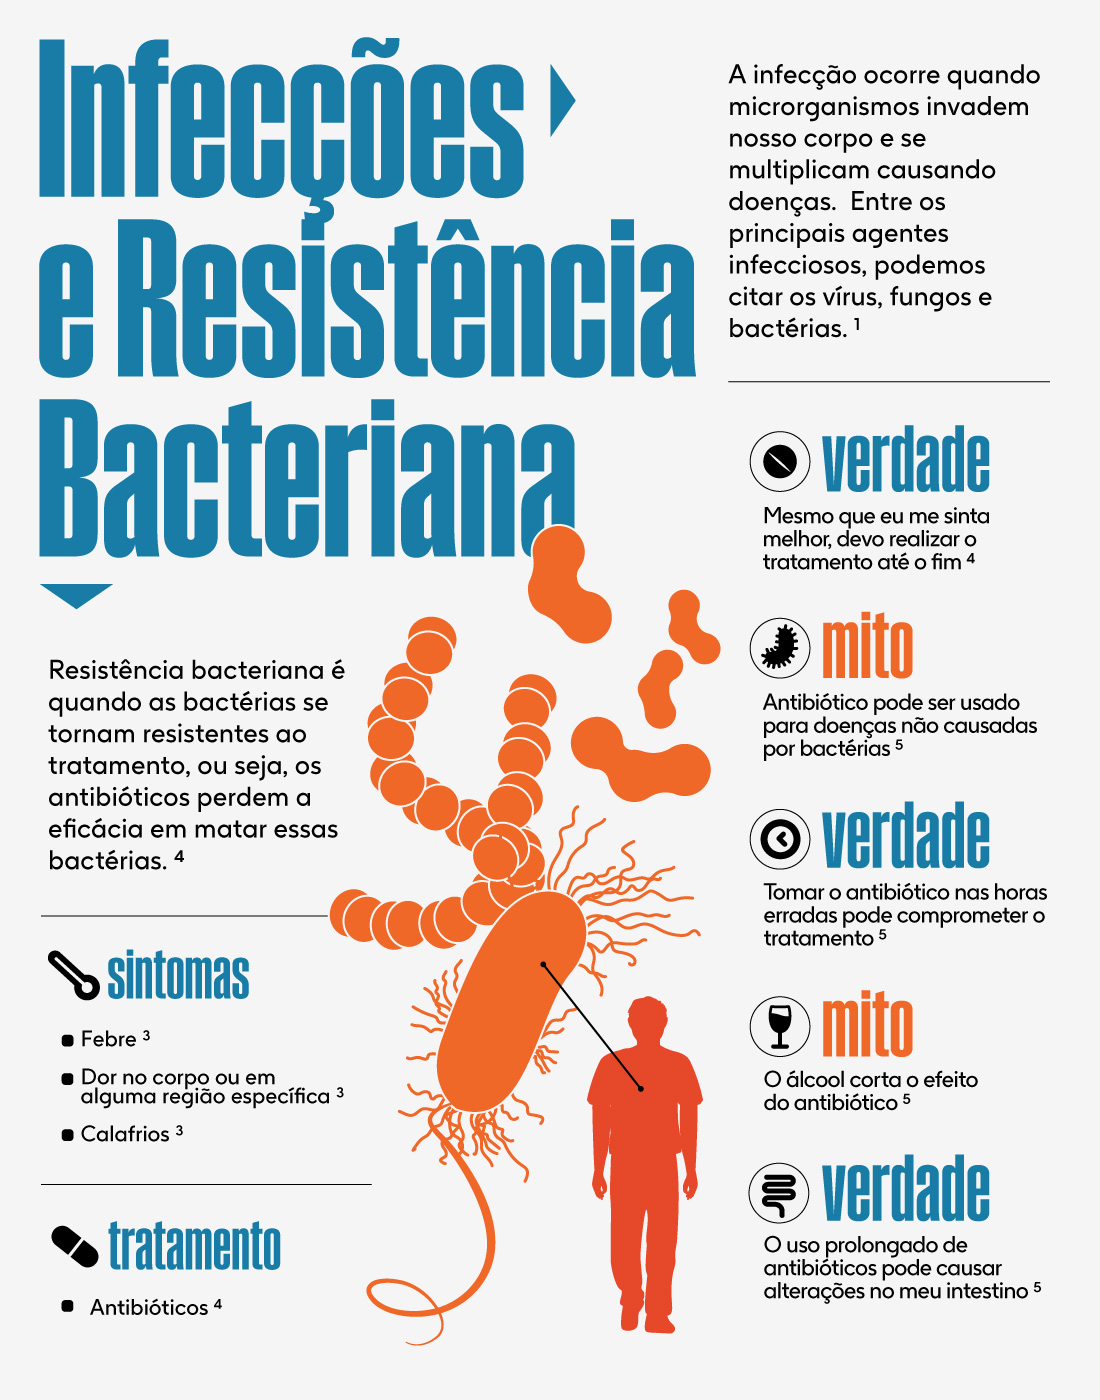 Infecções
e Resistência
Bacteriana
A infecção ocorre quando
microrganismos invadem
nosso corpo e se
multiplicam causando
doenças. Entre os
principais agentes
infecciosos, podemos
citar os vírus, fungos e
bactérias. ¹
Resistência bacteriana é
quando as bactérias se
tornam resistentes ao
tratamento, ou seja, os
antibióticos perdem a
eficácia em matar essas
bactérias. ⁴
sintomas
Febre ³
Dor no corpo ou em
alguma região específica ³
Calafrios ³
tratamento
Antibióticos ⁴
verdade
Mesmo que eu me sinta
melhor, devo realizar o
tratamento até o fim ⁴
mito
Antibiótico pode ser usado
para doenças não causadas
por bactérias ⁵
verdade
Tomar o antibiótico nas horas
erradas pode comprometer o
tratamento ⁵
mito
O álcool corta o efeito
do antibiótico ⁵
verdade
O uso prolongado de
antibióticos pode causar
alterações no meu intestino ⁵